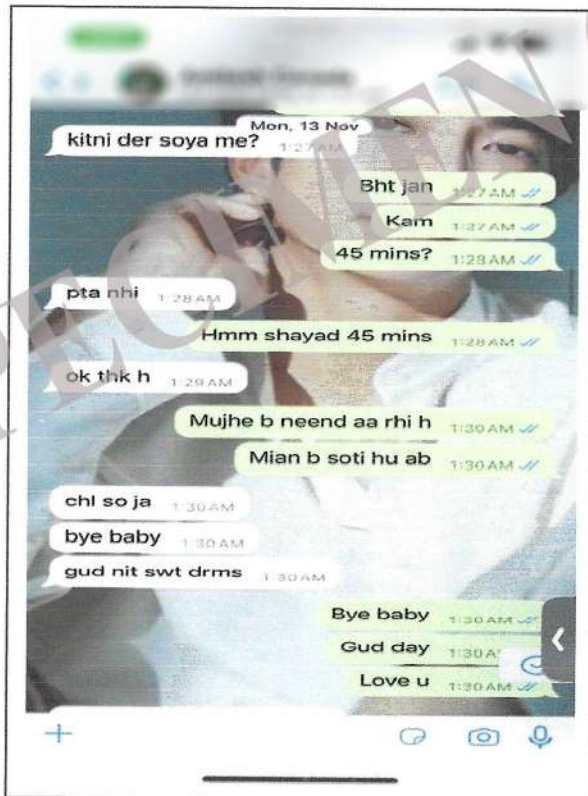 Mon, 13 Nov
kitni der soya me? 1:27 AM
Bht jan 1:27 AM
Kam 1:27 AM
45 mins? 1:28 AM
pta nhi 1:28 AM
Hmm shayad 45 mins 1:28 AM
ok thk h 1:29 AM
Mujhe b neend aa rhi h 1:30 AM
Mian b soti hu ab 1:30 AM
chl so ja 1:30 AM
bye baby 1:30 AM
gud nit swt drms 1:30 AM
Bye baby 1:30 AM
Gud day 1:30 A
Love u 1:30 AM
PECIMEN